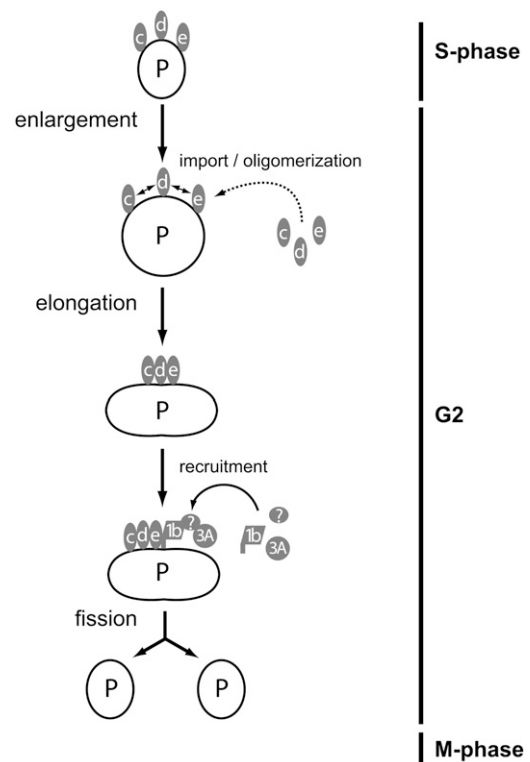 c d e
P
S-phase
enlargement
import / oligomerization
c d e
P
c d e
elongation
c d e
P
G2
recruitment
c d e 1b ? 3A
P
1b ? 3A
fission
P P
M-phase